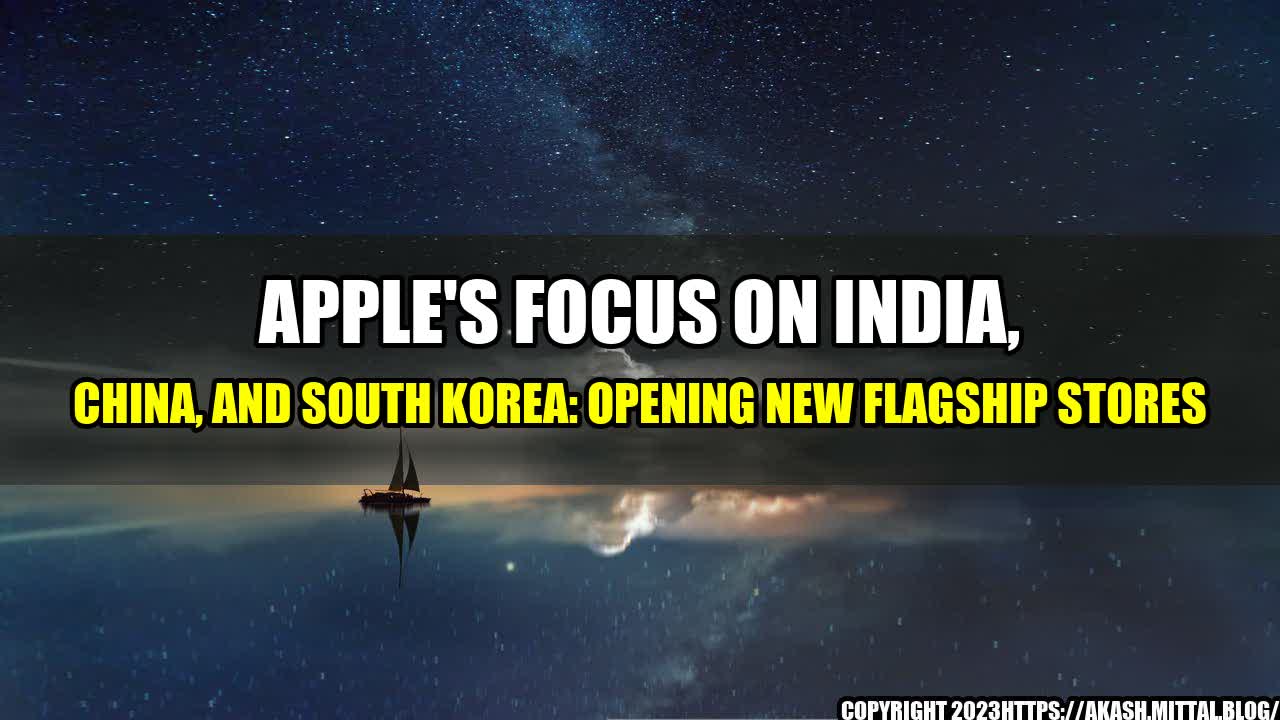 APPLE'S FOCUS ON INDIA,
CHINA, AND SOUTH KOREA: OPENING NEW FLAGSHIP STORES
COPYRIGHT 2023HTTPS://AKASH.MITTAL.BLOG/